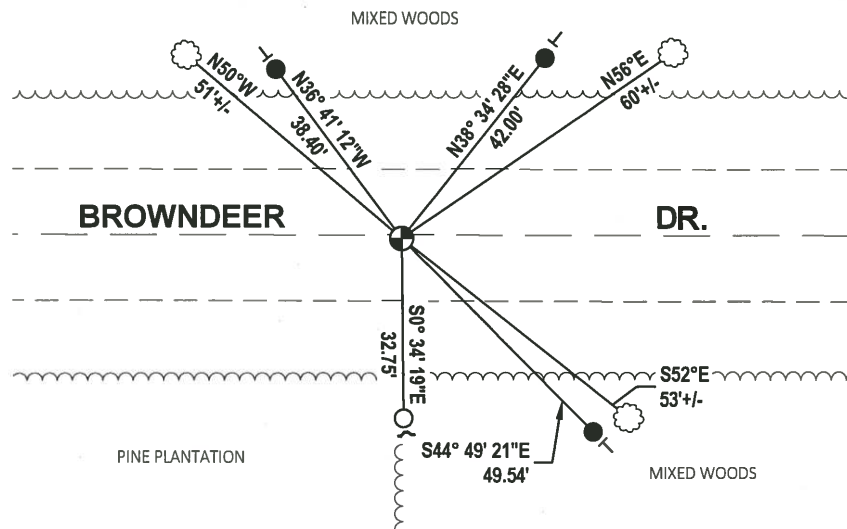 MIXED WOODS
N50°W
51'+/-
N36° 41' 12"W
38.40'
N38° 34' 28"E
42.00'
N56°E
60'+/-
BROWNDEER DR.
S0° 34' 19"E
32.75'
S52°E
53'+/-
S44° 49' 21"E
49.54'
PINE PLANTATION
MIXED WOODS